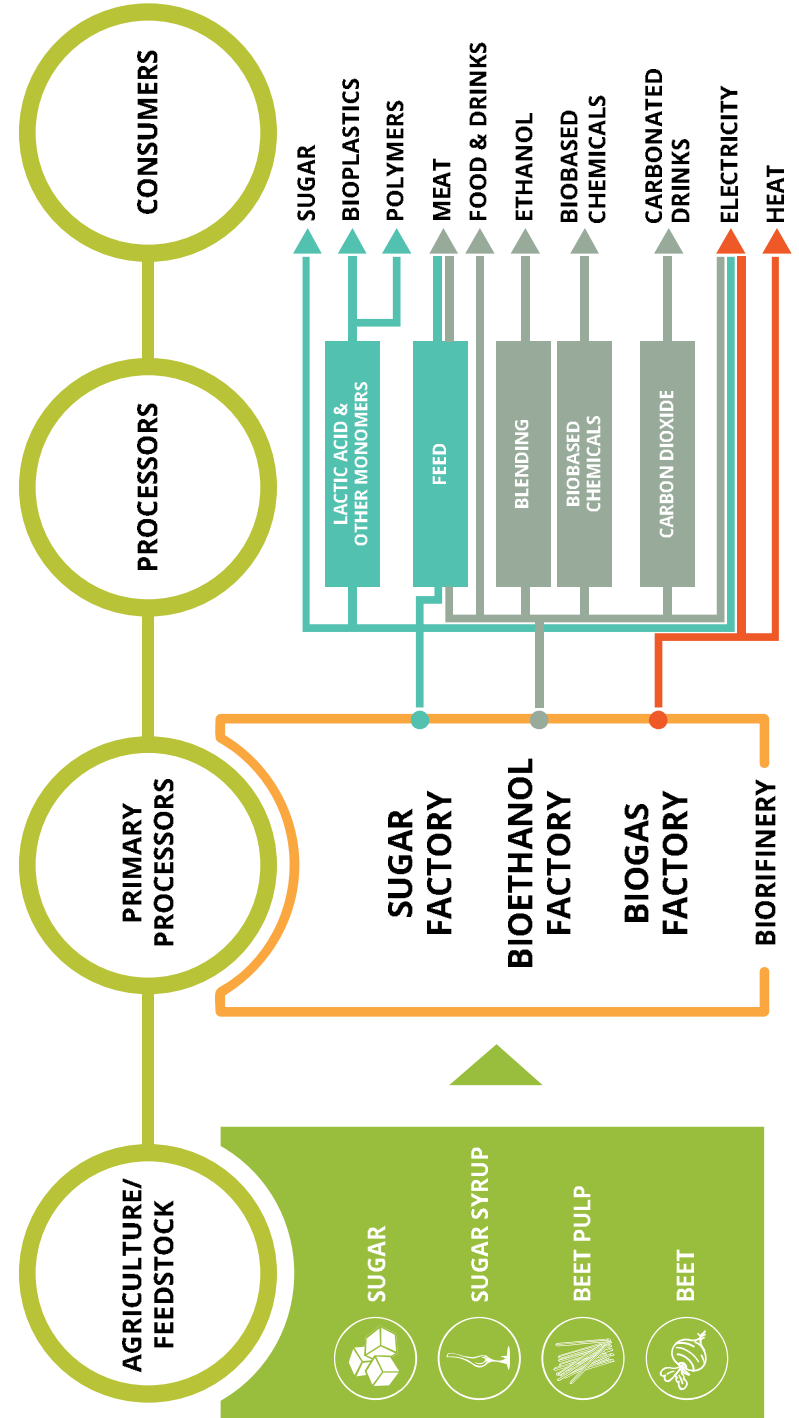 AGRICULTURE/
FEEDSTOCK
PRIMARY
PROCESSORS
PROCESSORS
CONSUMERS
SUGAR
SUGAR SYRUP
BEET PULP
BEET
SUGAR
FACTORY
BIOETHANOL
FACTORY
BIOGAS
FACTORY
BIORIFINERY
LACTIC ACID &
OTHER MONOMERS
FEED
BLENDING
BIOBASED
CHEMICALS
CARBON DIOXIDE
SUGAR
BIOPLASTICS
POLYMERS
MEAT
FOOD & DRINKS
ETHANOL
BIOBASED
CHEMICALS
CARBONATED
DRINKS
ELECTRICITY
HEAT